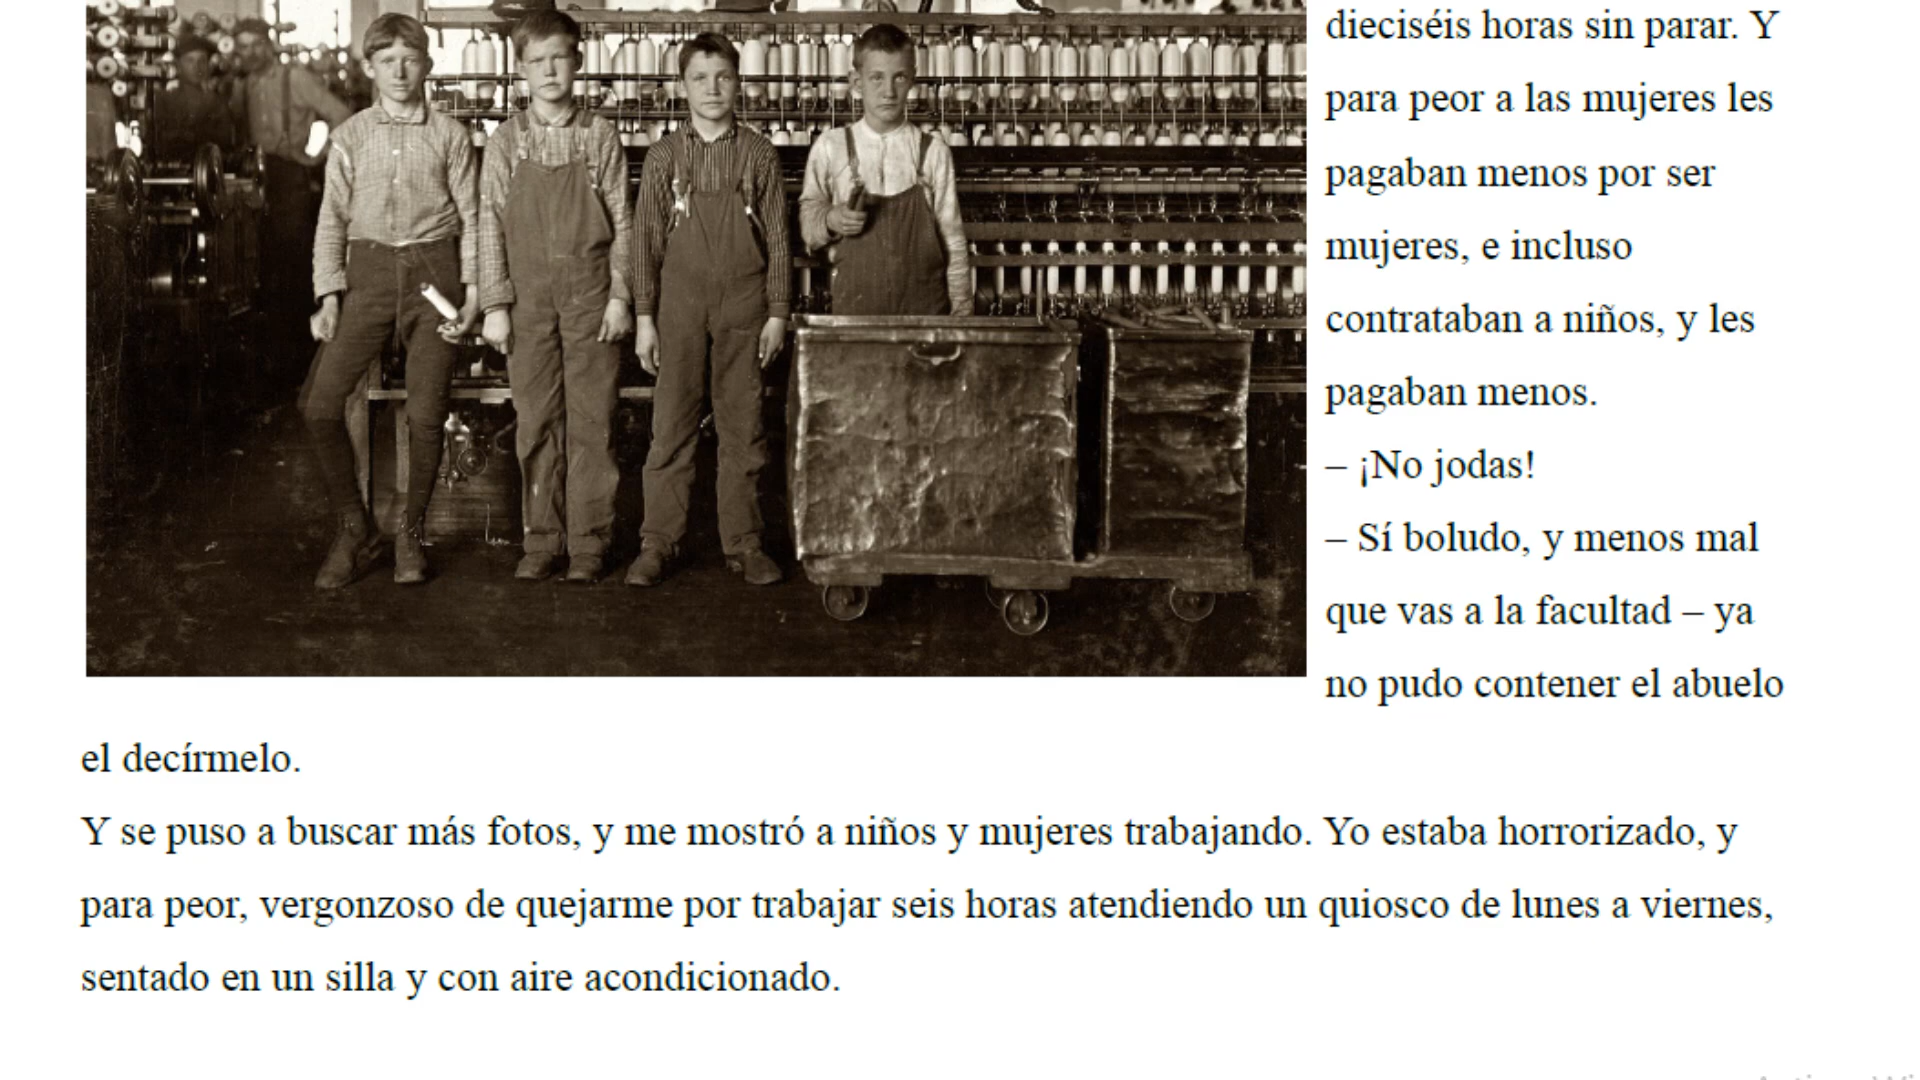 dieciséis horas sin parar. Y
para peor a las mujeres les
pagaban menos por ser
mujeres, e incluso
contrataban a niños, y les
pagaban menos.
– ¡No jodas!
– Sí boludo, y menos mal
que vas a la facultad – ya
no pudo contener el abuelo
el decírmelo.
Y se puso a buscar más fotos, y me mostró a niños y mujeres trabajando. Yo estaba horrorizado, y
para peor, vergonzoso de quejarme por trabajar seis horas atendiendo un quiosco de lunes a viernes,
sentado en un silla y con aire acondicionado.